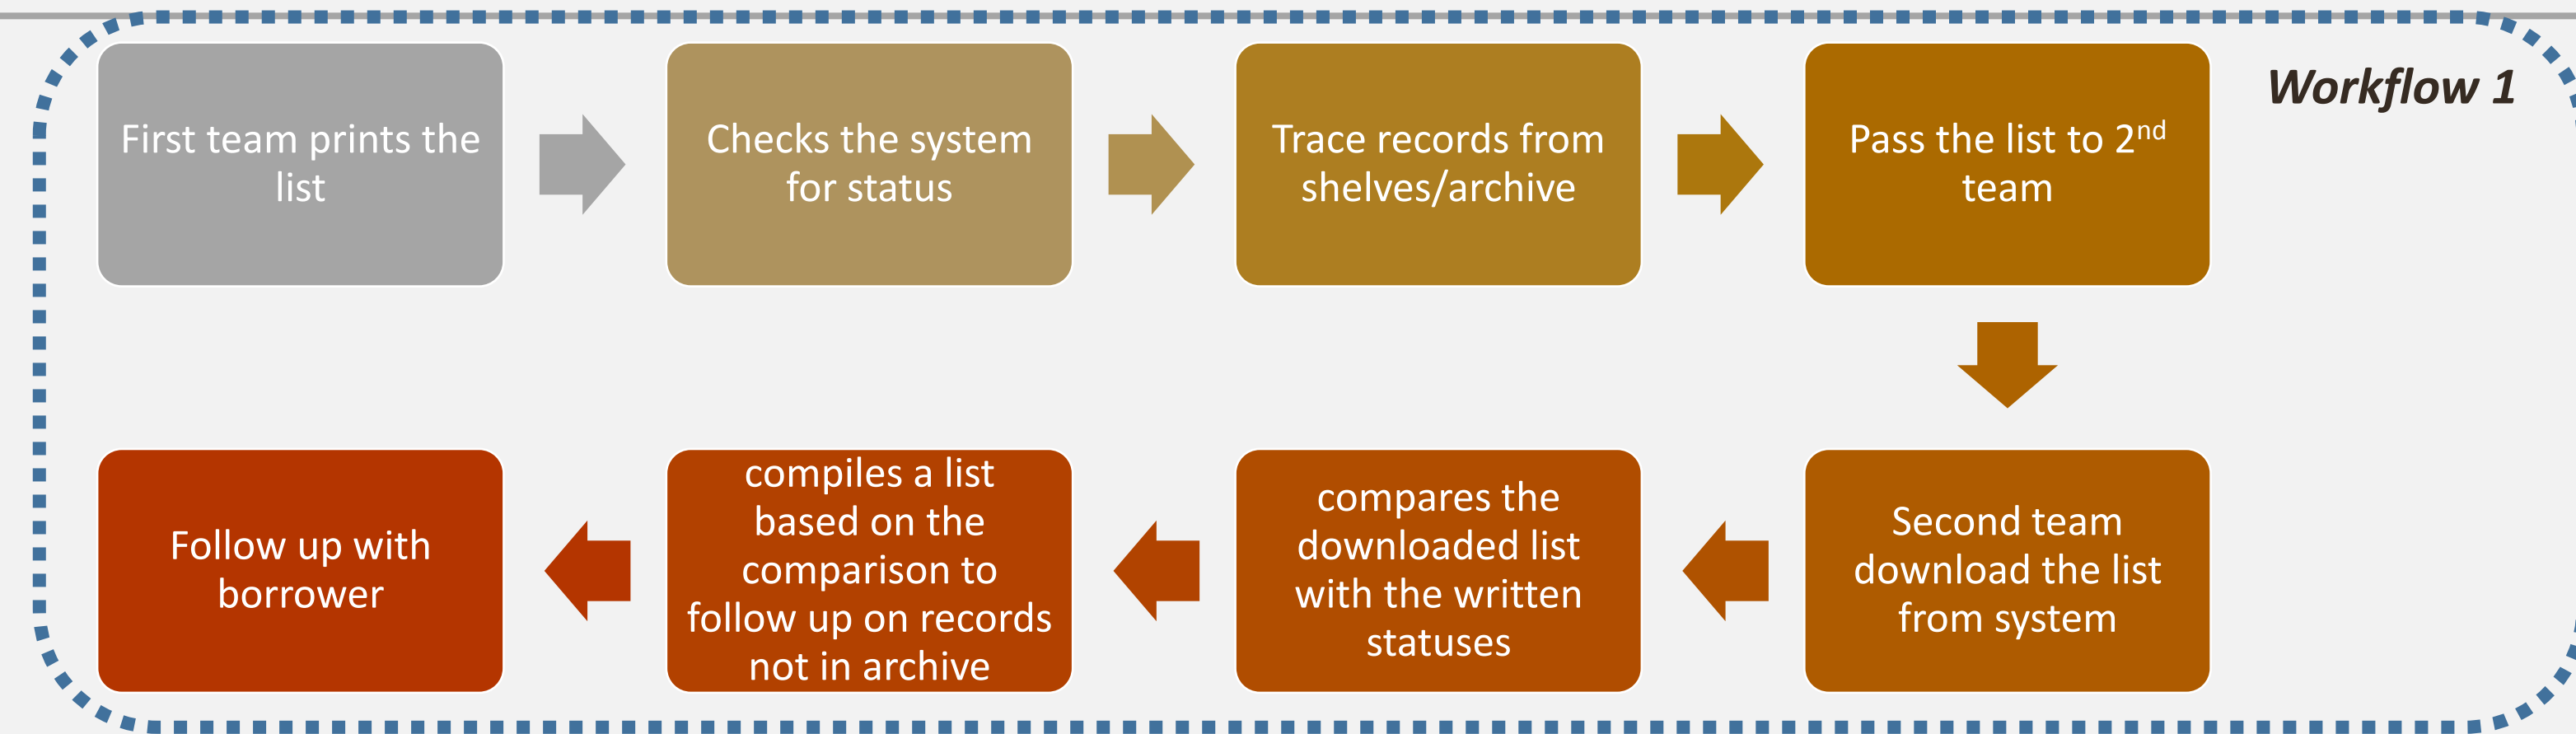 Workflow 1
First team prints the
list
Checks the system
for status
Trace records from
shelves/archive
Pass the list to 2nd
team
Second team
download the list
from system
compares the
downloaded list
with the written
statuses
compiles a list
based on the
comparison to
follow up on records
not in archive
Follow up with
borrower